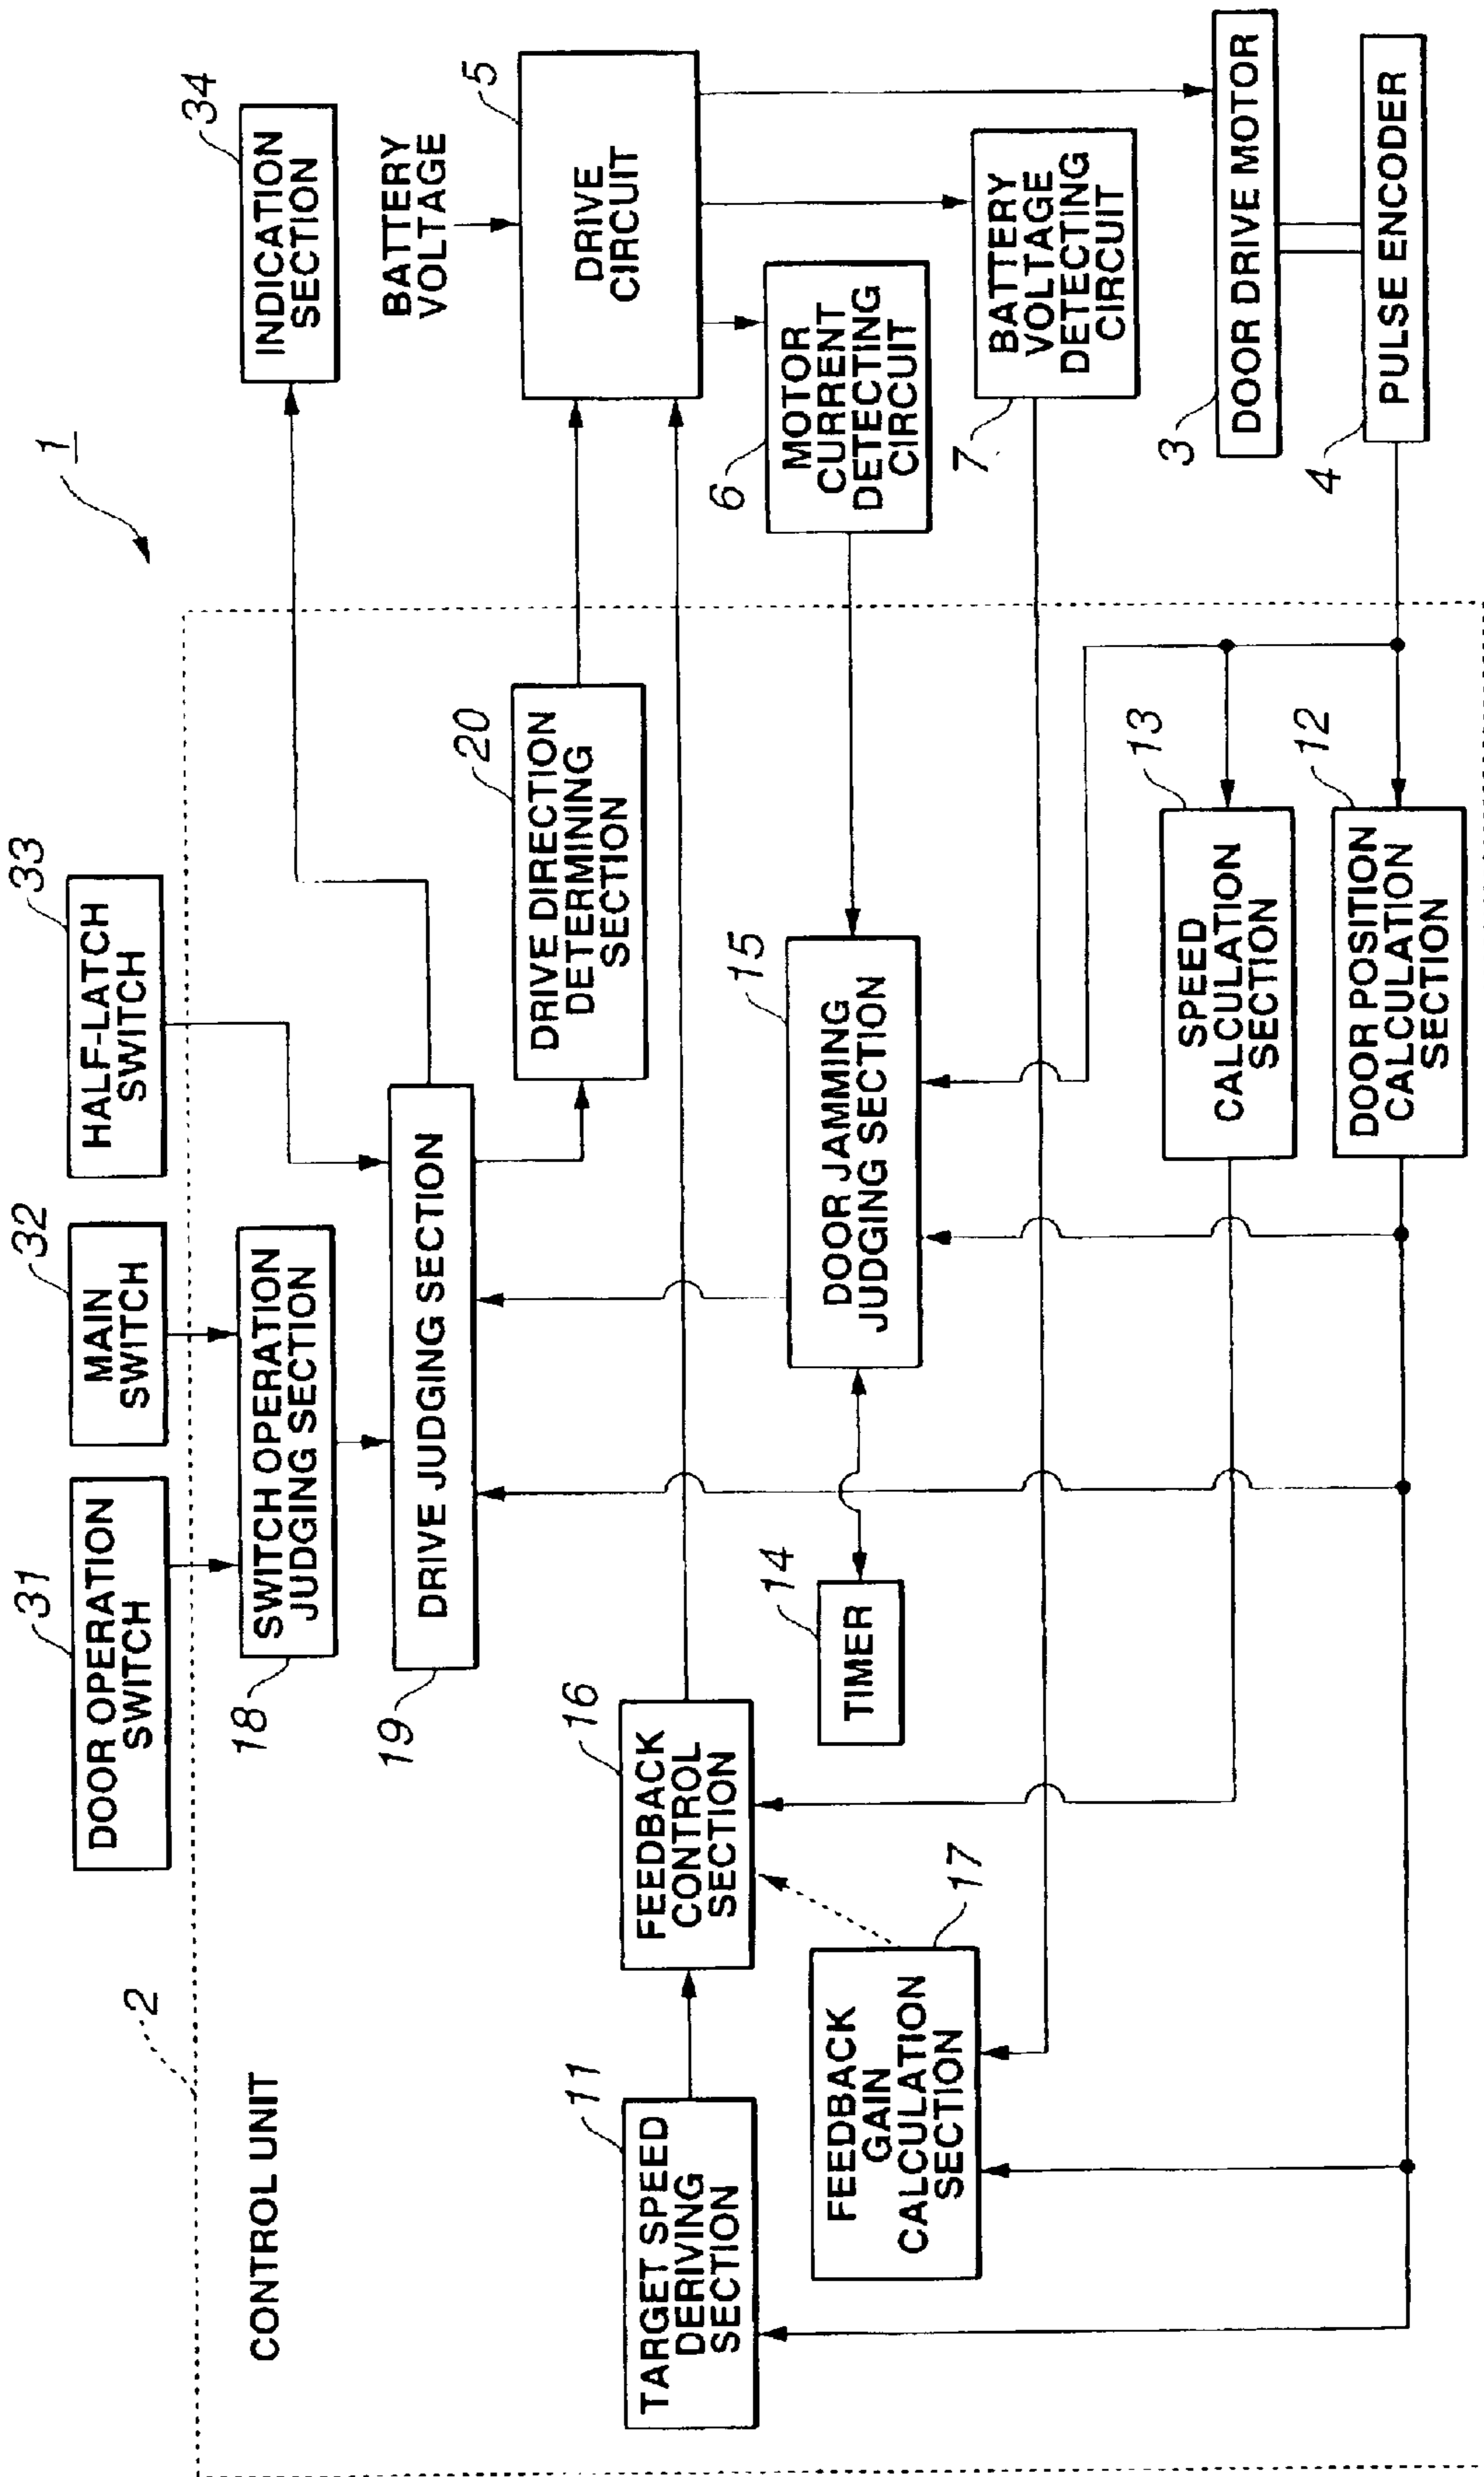 1
31
DOOR OPERATION
SWITCH
32
MAIN
SWITCH
33
HALF-LATCH
SWITCH
34
INDICATION
SECTION
2
CONTROL UNIT
18
SWITCH OPERATION
JUDGING SECTION
19
DRIVE JUDGING SECTION
20
DRIVE DIRECTION
DETERMINING
SECTION
BATTERY
VOLTAGE
5
DRIVE
CIRCUIT
11
TARGET SPEED
DERIVING
SECTION
16
FEEDBACK
CONTROL
SECTION
6
MOTOR
CURRENT
DETECTING
CIRCUIT
17
FEEDBACK
GAIN
CALCULATION
SECTION
14
TIMER
15
DOOR JAMMING
JUDGING SECTION
7
BATTERY
VOLTAGE
DETECTING
CIRCUIT
13
SPEED
CALCULATION
SECTION
3
DOOR DRIVE MOTOR
12
DOOR POSITION
CALCULATION
SECTION
4
PULSE ENCODER